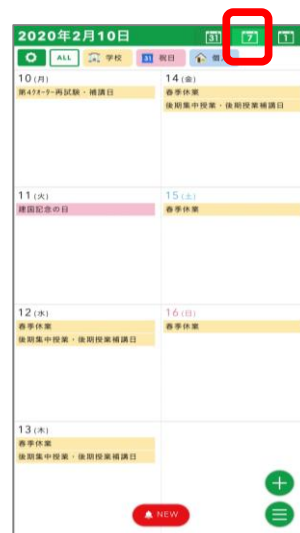 2020年2月10日
31
7
1
ALL
学校
31 祝日
個人
10(月)
第4クオーター再試験・補講日
14(金)
春季休業
後期集中授業・後期授業補講日
11(火)
建国記念の日
15(土)
春季休業
12(水)
春季休業
後期集中授業・後期授業補講日
16(日)
春季休業
13(木)
春季休業
後期集中授業・後期授業補講日
NEW